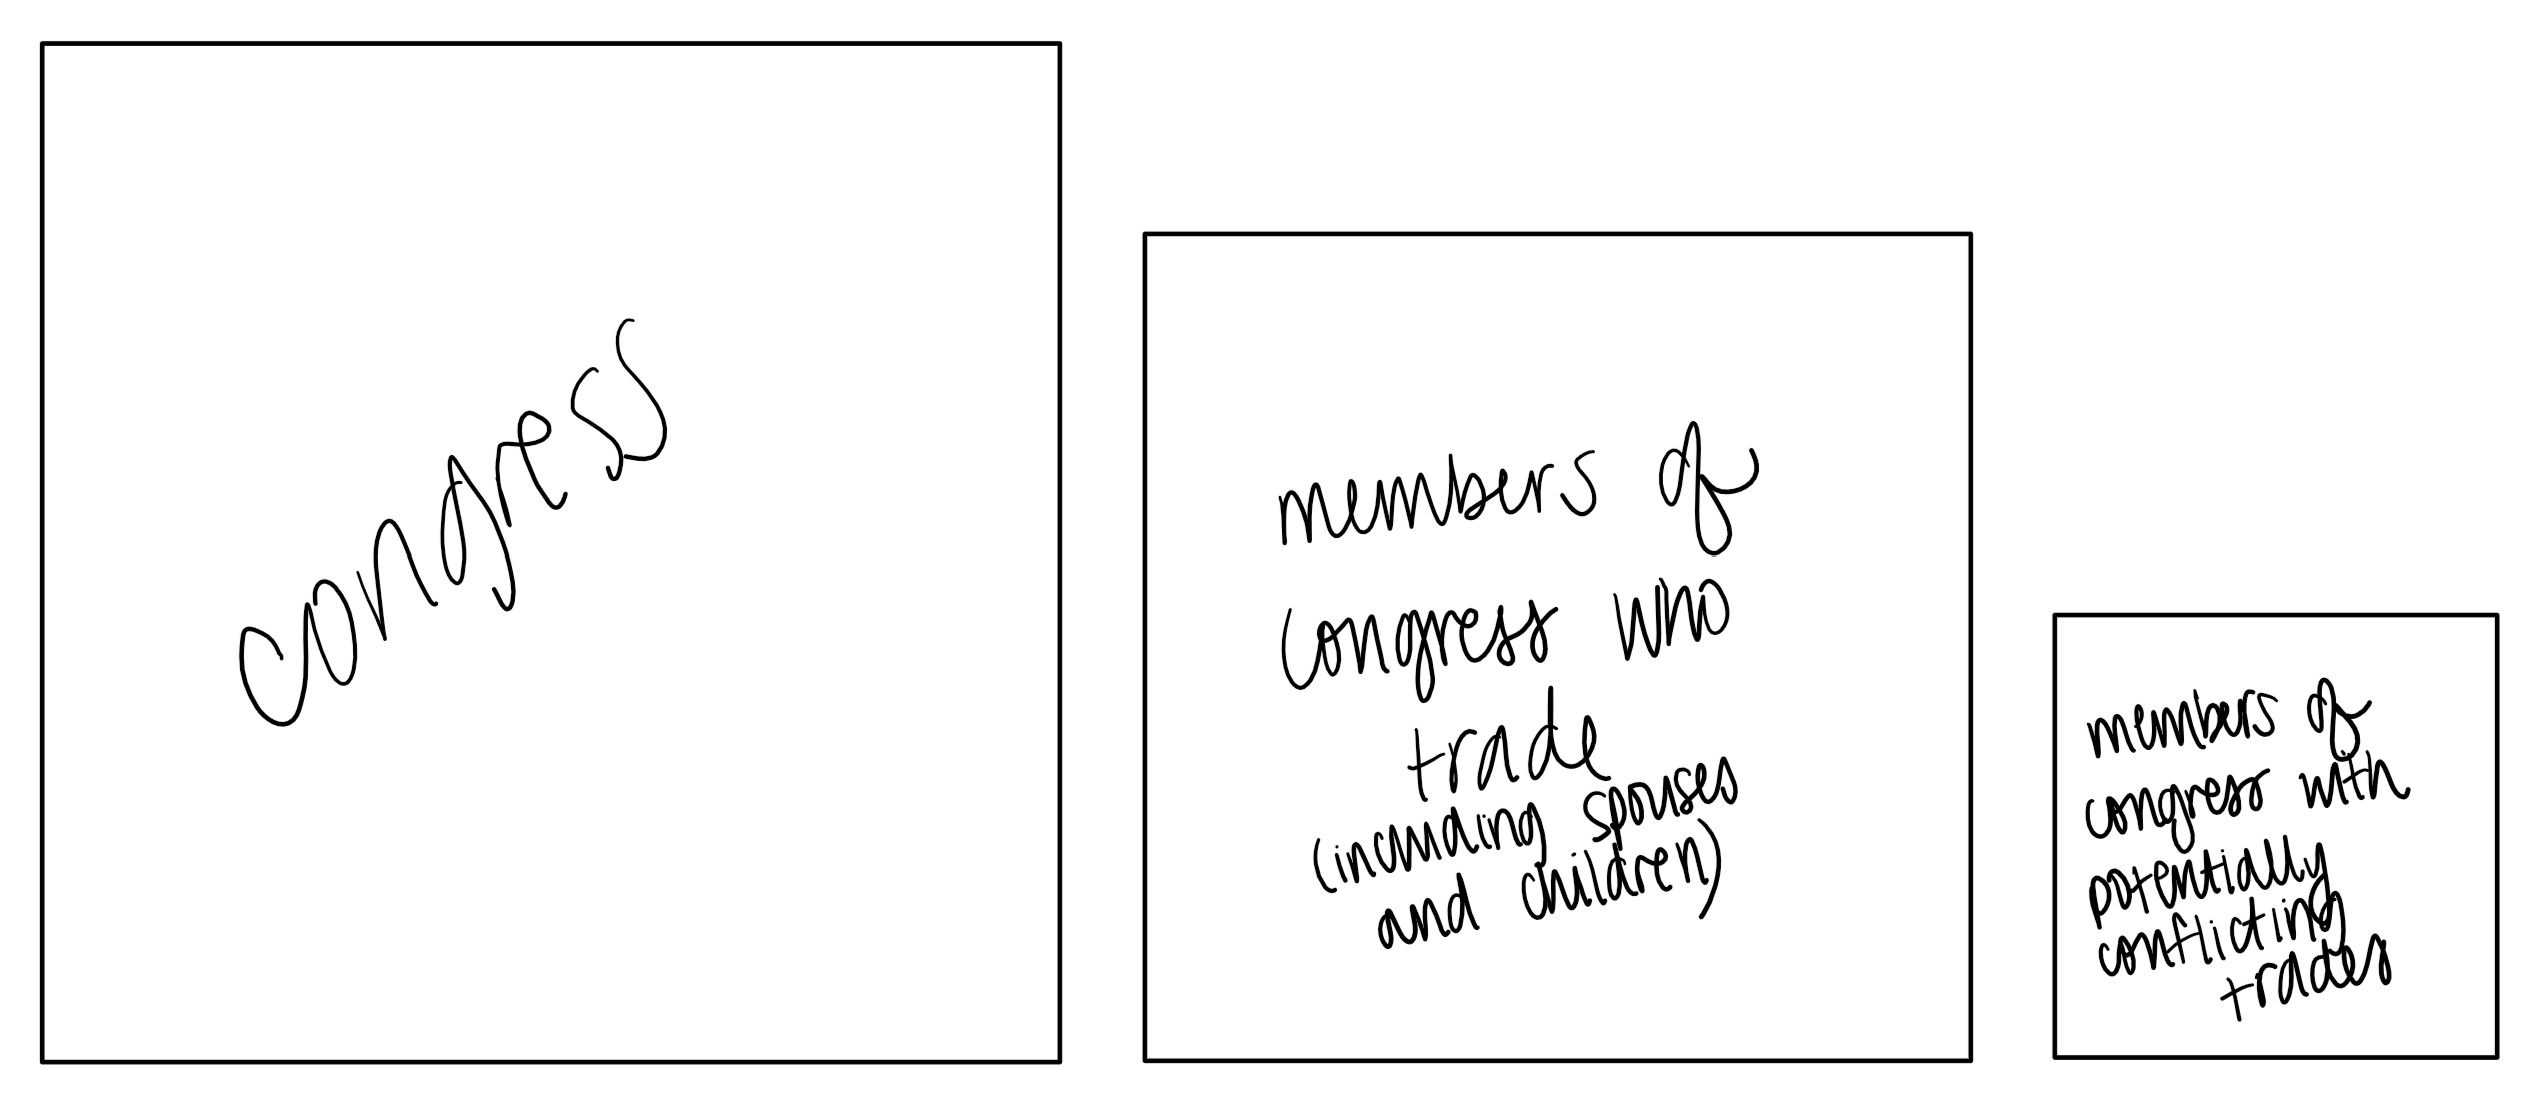 congress
members of
congress who
trade
(including spouses
and children)
members of
congress with
potentially
conflicting
trades